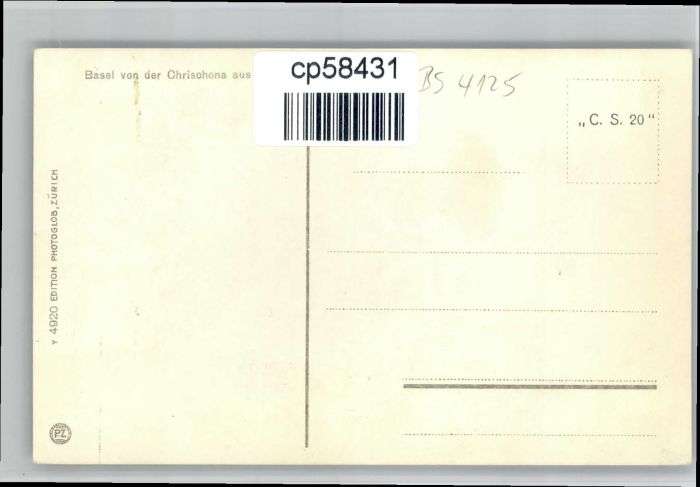 Basel von der Chrischona aus
cp58431
BS 4125
„C. S. 20"
Y 4920 EDITION PHOTOGLOB, ZÜRICH
PZ